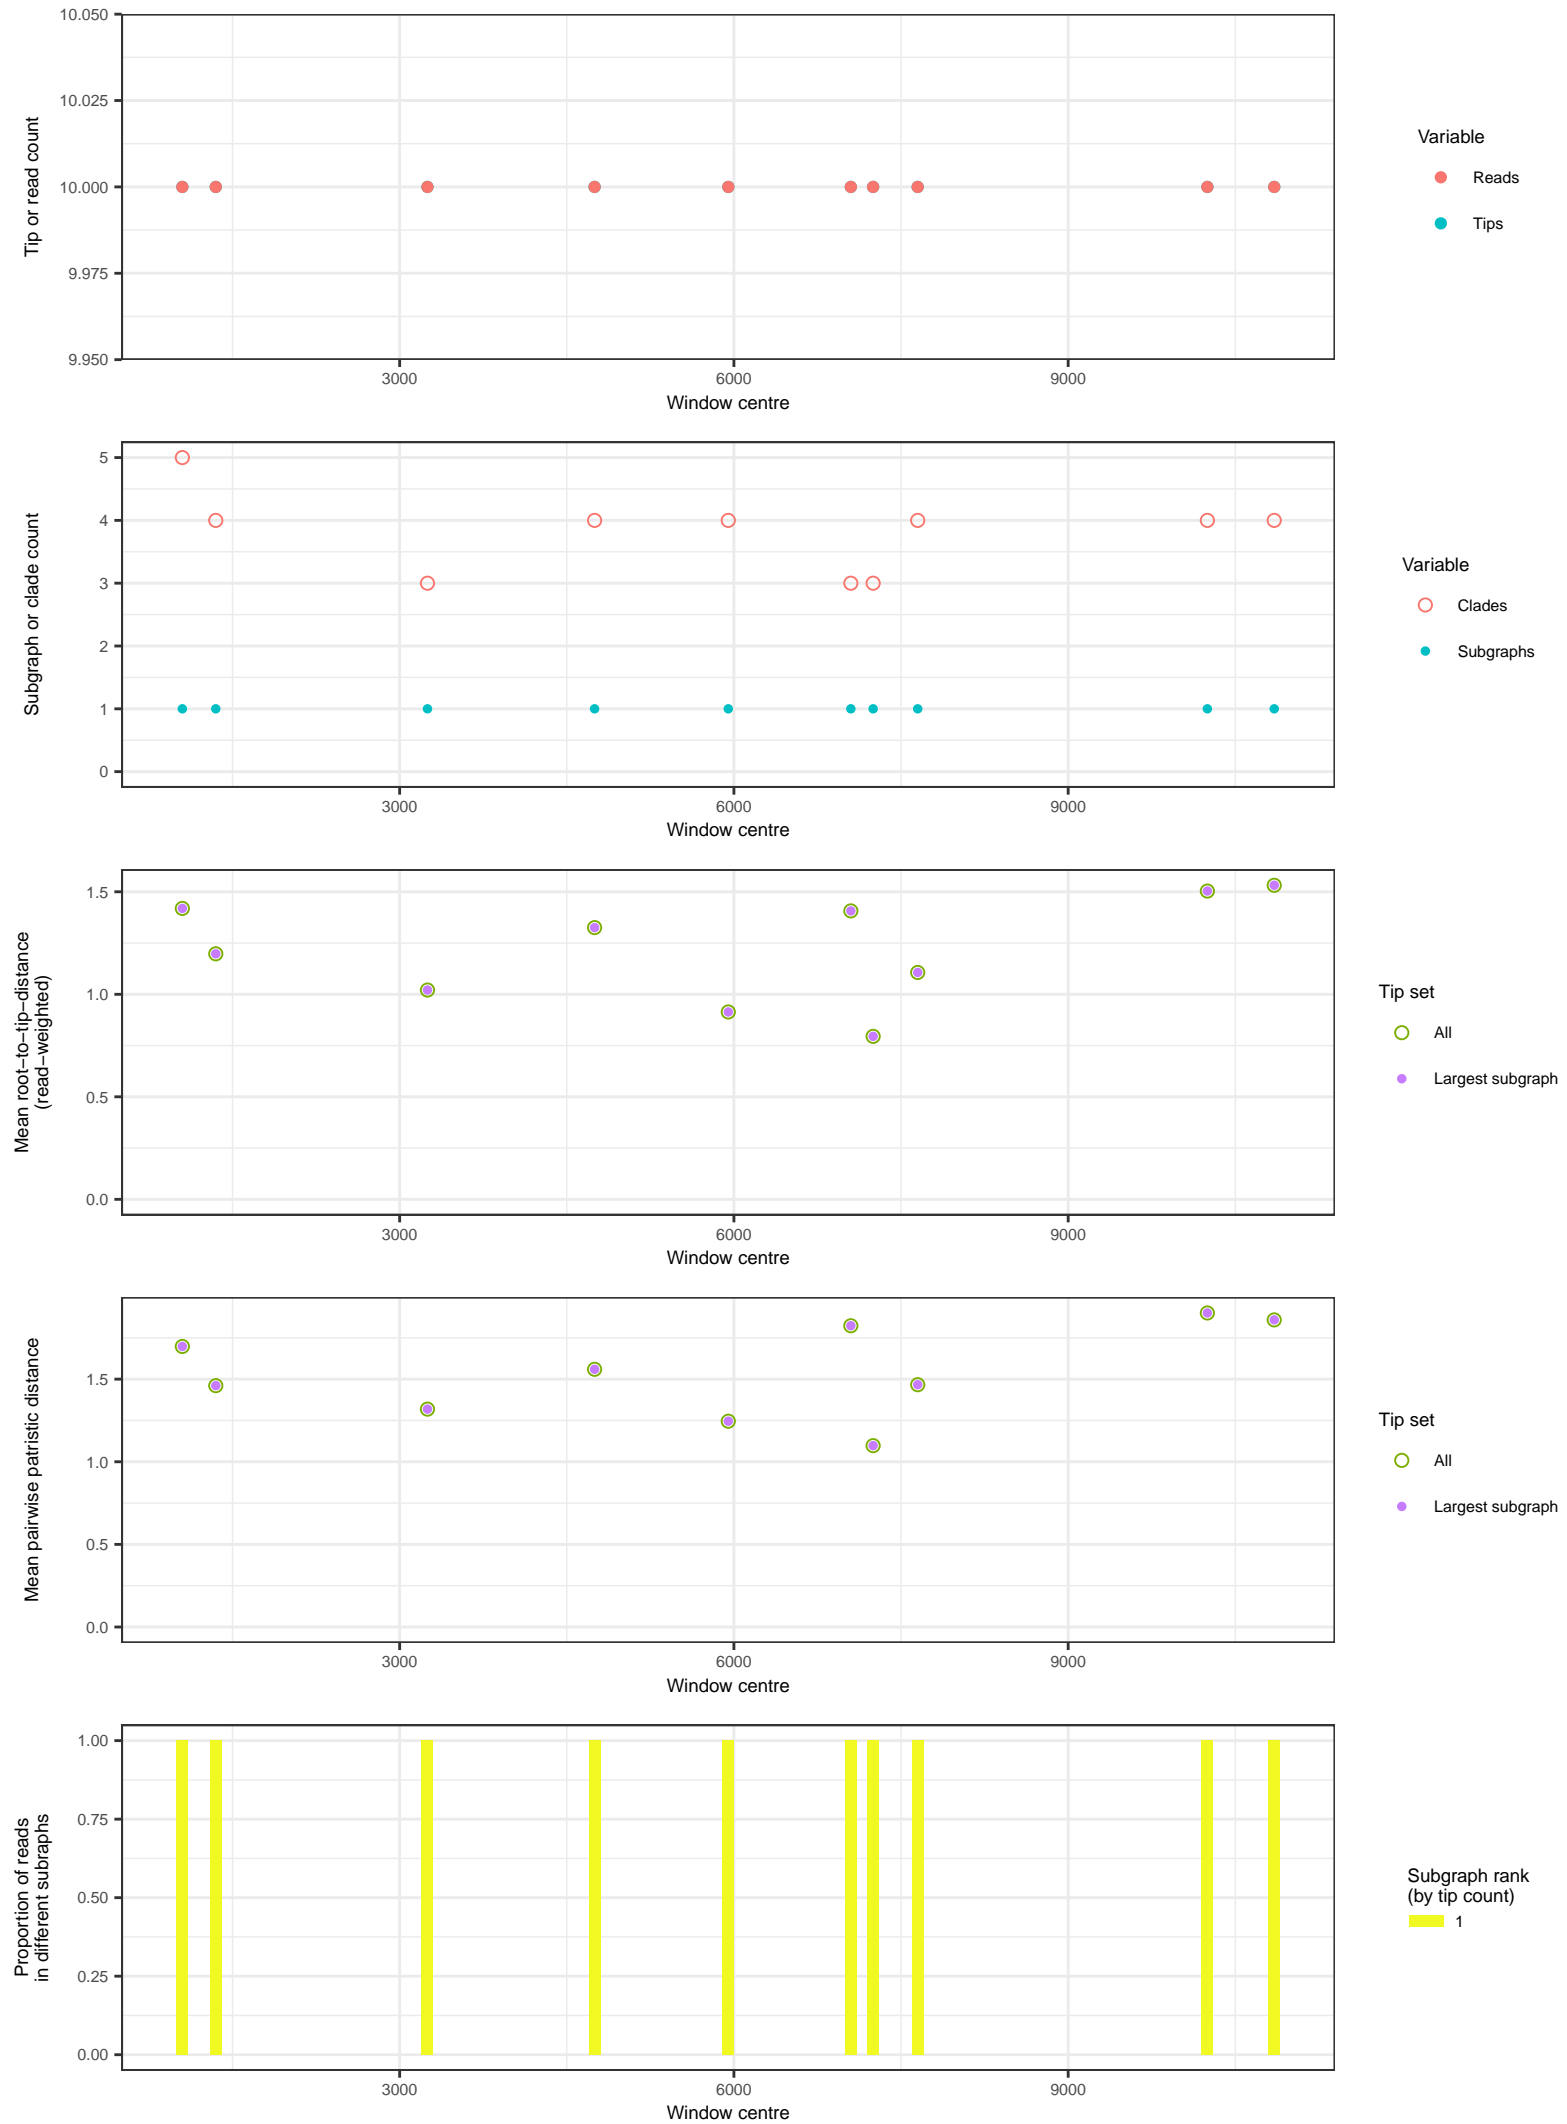 10.050
10.025
10.000
9.975
9.950
Tip or read count
3000
6000
9000
Window centre
Variable
Reads
Tips
5
4
3
2
1
0
Subgraph or clade count
3000
6000
9000
Window centre
Variable
Clades
Subgraphs
1.5
1.0
0.5
0.0
Mean root−to−tip−distance
(read−weighted)
3000
6000
9000
Window centre
Tip set
All
Largest subgraph
1.5
1.0
0.5
0.0
Mean pairwise patristic distance
3000
6000
9000
Window centre
Tip set
All
Largest subgraph
1.00
0.75
0.50
0.25
0.00
Proportion of reads
in different subraphs
3000
6000
9000
Window centre
Subgraph rank
(by tip count)
1